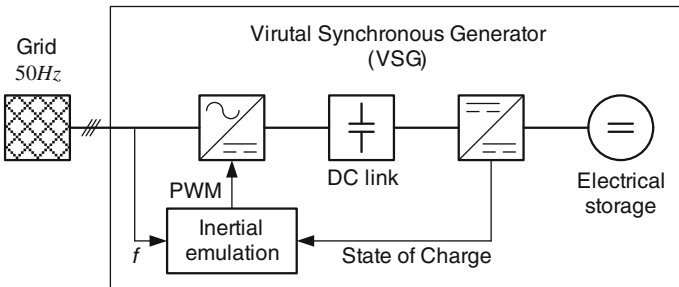 Grid
50Hz
Virutal Synchronous Generator
(VSG)
DC link
Electrical
storage
PWM
Inertial
emulation
f
State of Charge